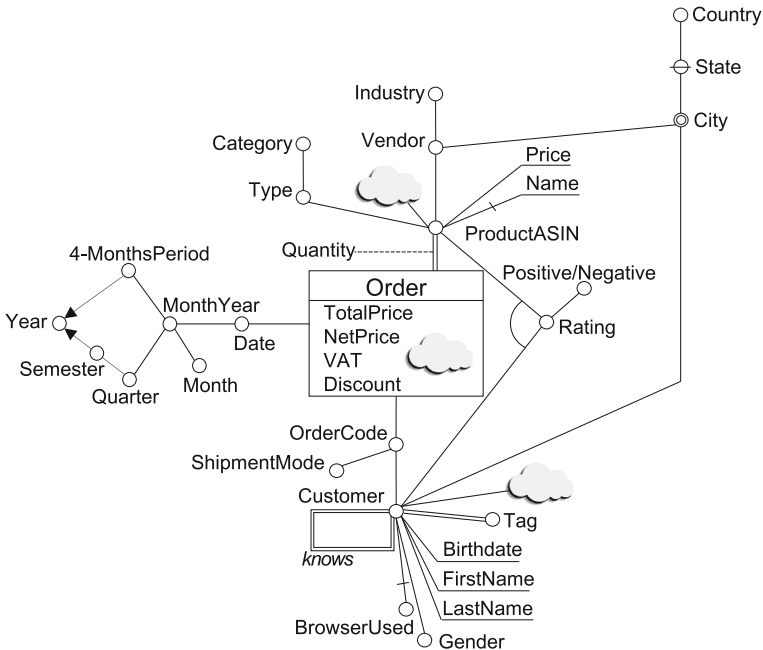 Country
State
Industry
City
Category
Vendor
Price
Type
Name
ProductASIN
Quantity
4-MonthsPeriod
Positive/Negative
Order
MonthYear
TotalPrice
Year
Rating
NetPrice
Date
VAT
Semester
Month
Discount
Quarter
OrderCode
ShipmentMode
Customer
Tag
Birthdate
knows
FirstName
LastName
BrowserUsed
Gender